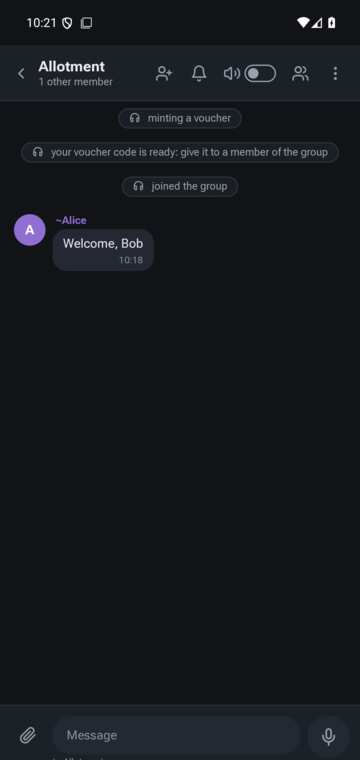 10:21
Allotment
1 other member
minting a voucher
your voucher code is ready: give it to a member of the group
joined the group
A
~Alice
Welcome, Bob
10:18
Message